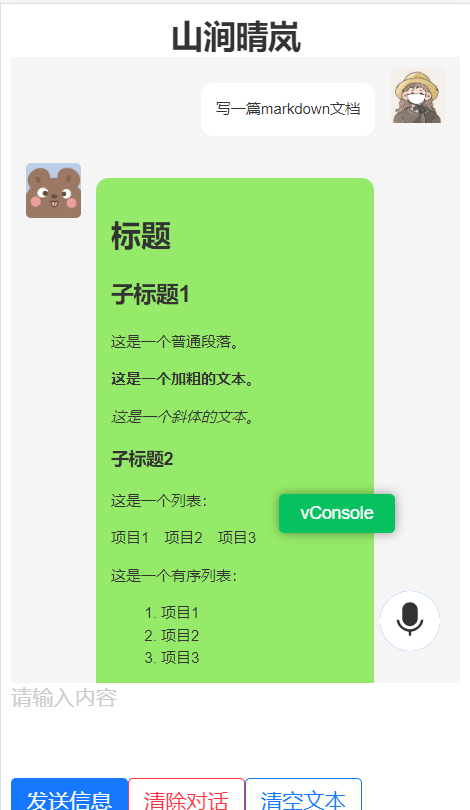 山涧晴岚
写一篇markdown文档
标题
子标题1
这是一个普通段落。
这是一个加粗的文本。
这是一个斜体的文本。
子标题2
这是一个列表：
vConsole
项目1 项目2 项目3
这是一个有序列表：
1. 项目1
2. 项目2
3. 项目3
请输入内容
发送信息 清除对话 清空文本